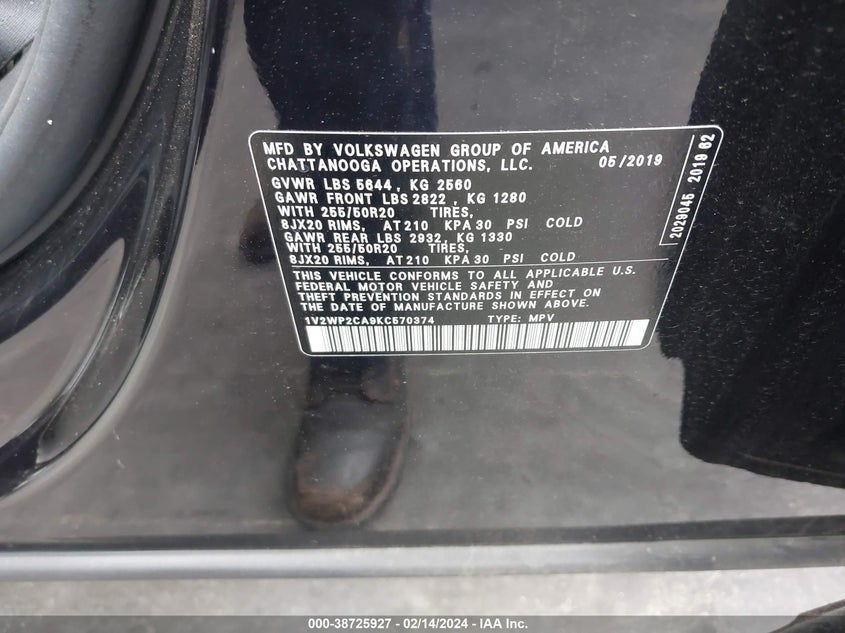 MFD BY VOLKSWAGEN GROUP OF AMERICA
CHATTANOOGA OPERATIONS, LLC. 05/2019
GVWR LBS 5644, KG 2560
GAWR FRONT LBS 2822, KG 1280
WITH 255/50R20 TIRES,
8JX20 RIMS, AT 210 KPA 30 PSI COLD
GAWR REAR LBS 2932, KG 1330
WITH 255/50R20 TIRES,
8JX20 RIMS, AT 210 KPA 30 PSI COLD
THIS VEHICLE CONFORMS TO ALL APPLICABLE U.S.
FEDERAL MOTOR VEHICLE SAFETY AND
THEFT PREVENTION STANDARDS IN EFFECT ON
THE DATE OF MANUFACTURE SHOWN ABOVE.
1V2WP2CA9KC570374 TYPE: MPV
2029045 2019 62
000-38725927 - 02/14/2024 - IAA Inc.